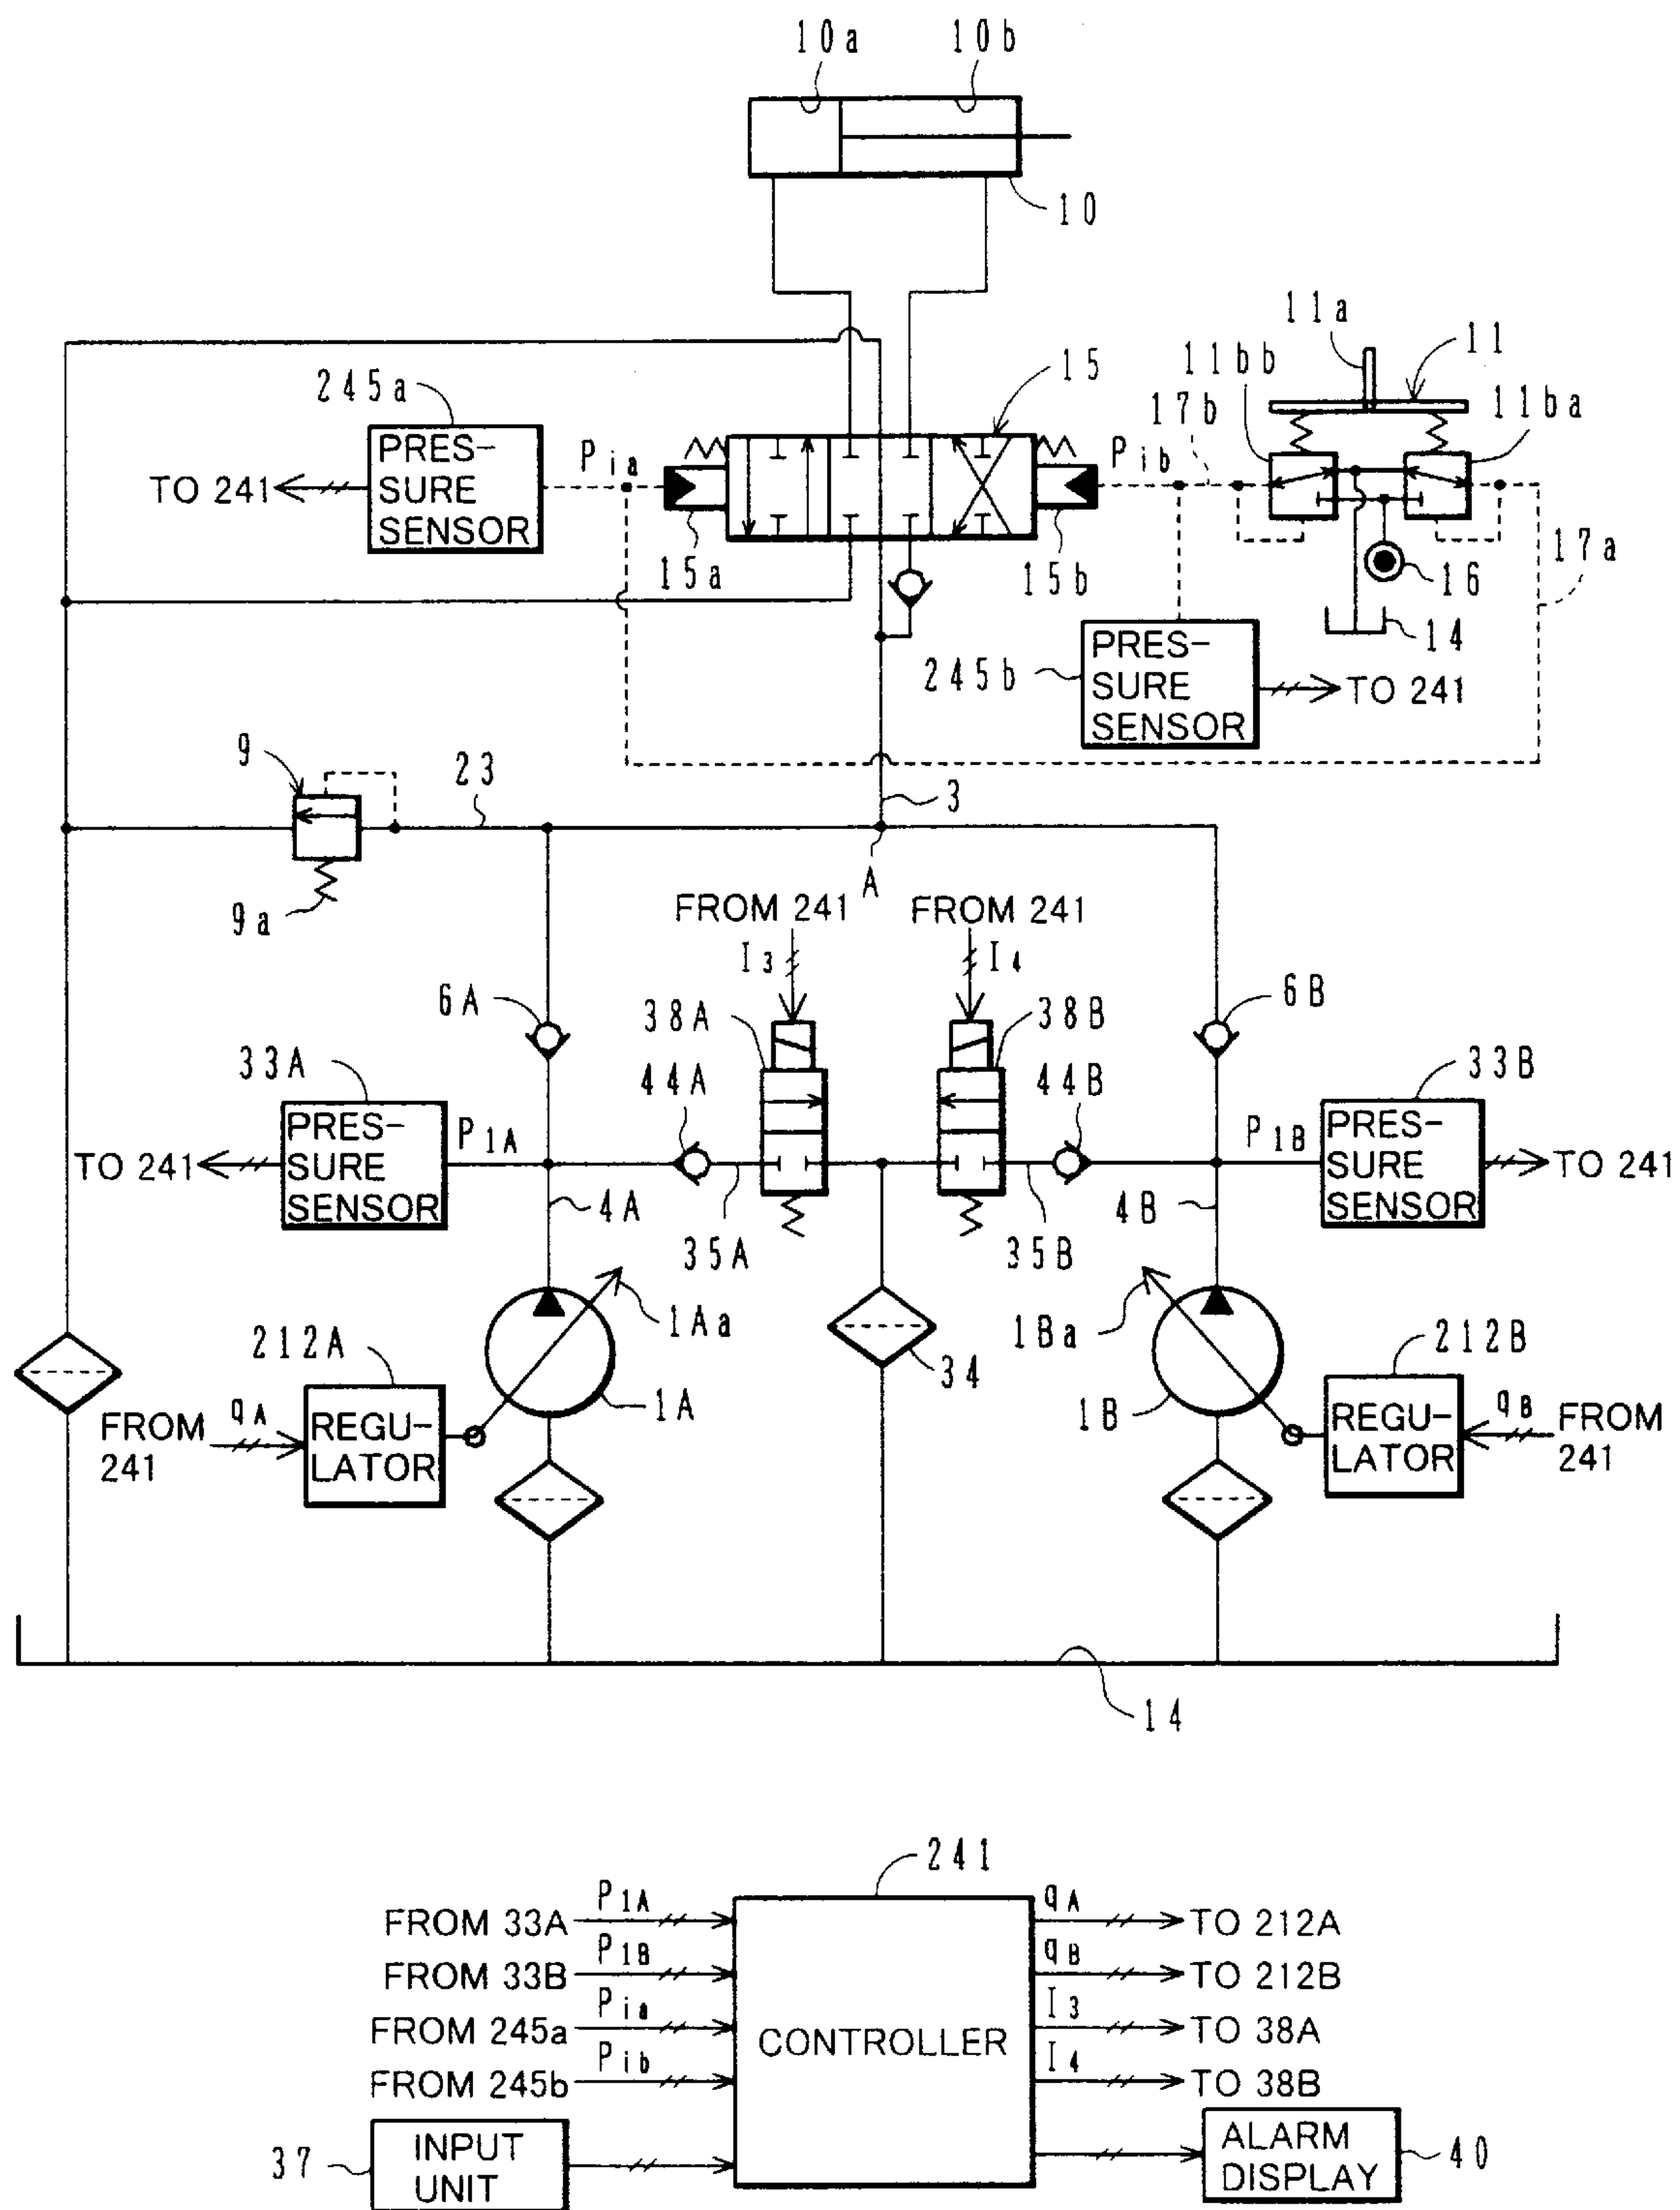 10a 10b
10
11a
11
11bb
11ba
15
17b
245a
PRES-
SURE
SENSOR
TO 241
Pia
Pib
15a
15b
16
17a
14
245b
PRES-
SURE
SENSOR
TO 241
9
23
3
9a
A
FROM 241 FROM 241
I3 I4
6A
38A
38B
6B
33A
44A
44B
33B
PRES-
SURE
SENSOR
TO 241
P1A
P1B
PRES-
SURE
SENSOR
TO 241
4A
4B
35A
35B
1Aa
1Ba
212A
34
212B
qA
1A
1B
qB
FROM
241
REGU-
LATOR
REGU-
LATOR
FROM
241
14
241
FROM 33A P1A
FROM 33B P1B
FROM 245a Pia
FROM 245b Pib
CONTROLLER
qA TO 212A
qB TO 212B
I3 TO 38A
I4 TO 38B
37
INPUT
UNIT
ALARM
DISPLAY
40